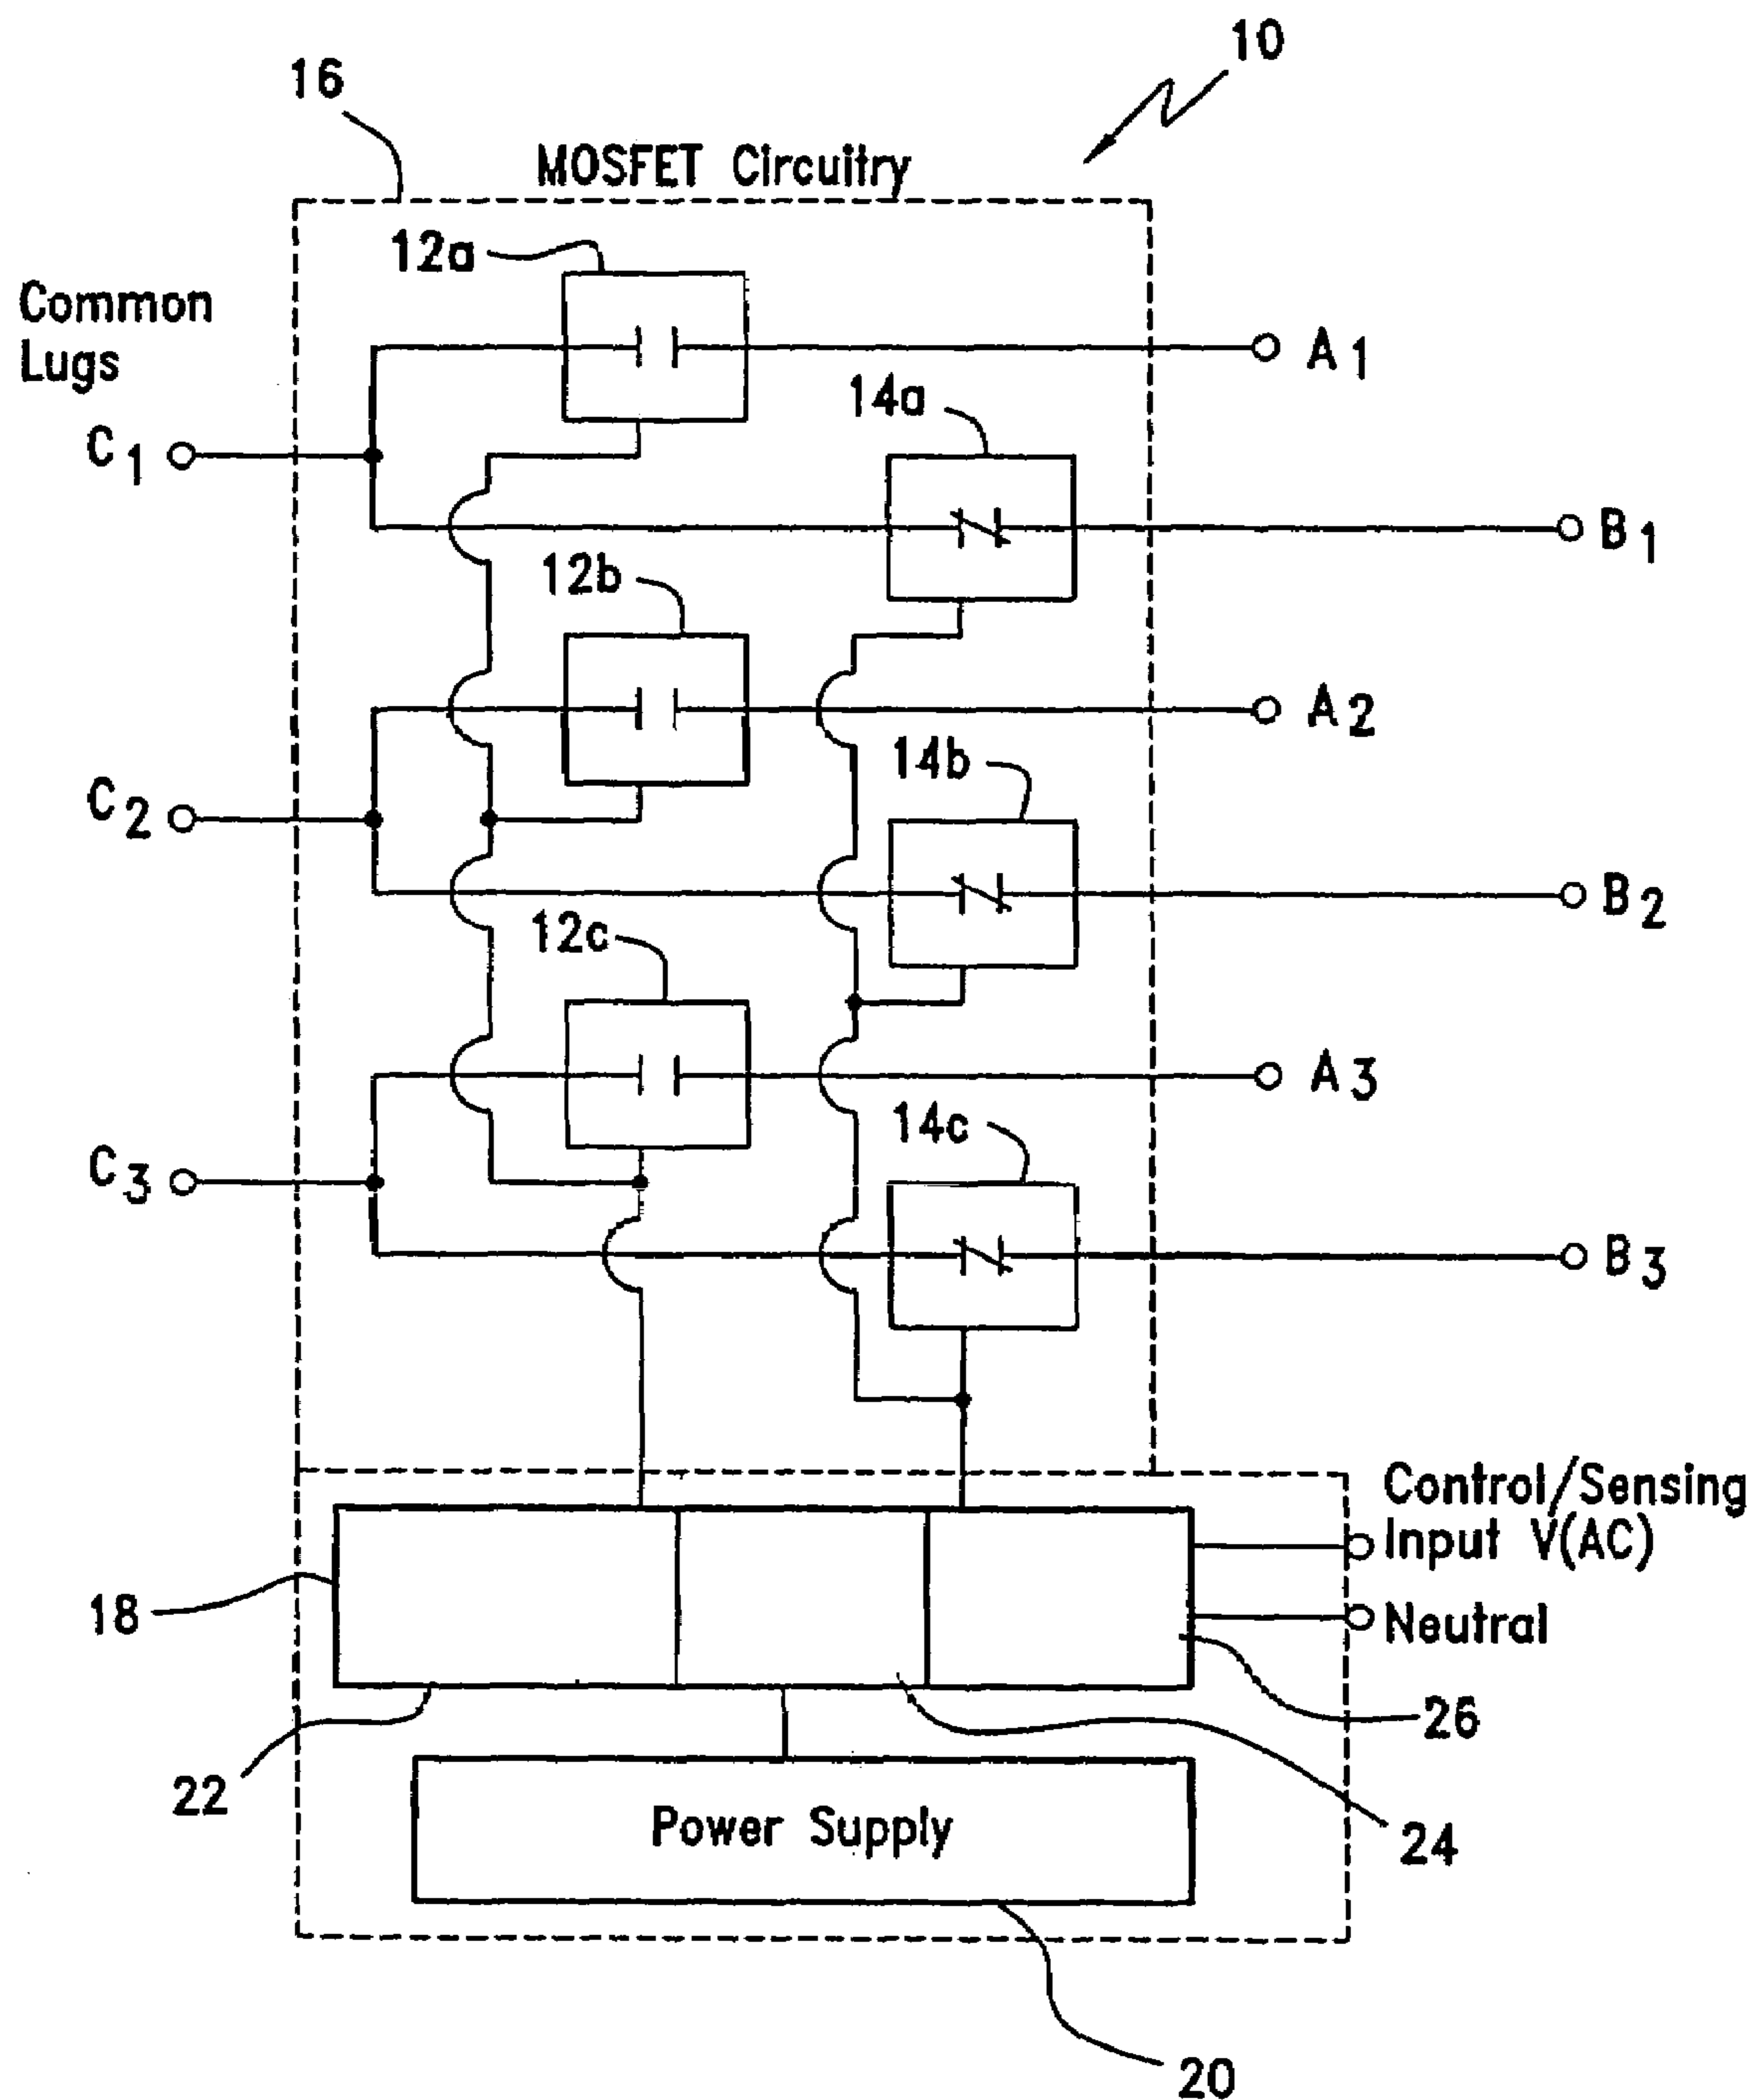 10
16
MOSFET Circuitry
12a
Common
Lugs
A1
14a
C1
B1
12b
A2
14b
C2
B2
12c
A3
14c
C3
B3
Control/Sensing
Input V(AC)
18
Neutral
26
22
Power Supply
24
20